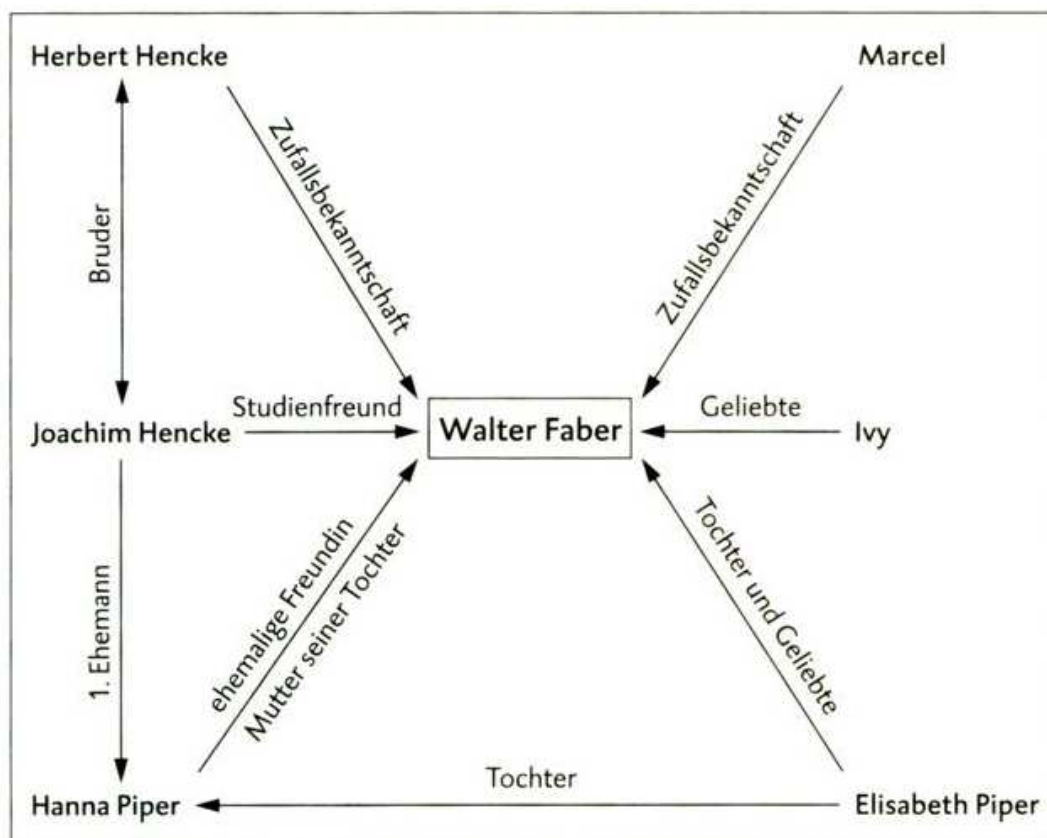 Herbert Hencke
Marcel
Zufallsbekanntschaft
Zufallsbekanntschaft
Bruder
Joachim Hencke
Studienfreund
Walter Faber
Geliebte
Ivy
1. Ehemann
ehemalige Freundin
Mutter seiner Tochter
Tochter und Geliebte
Hanna Piper
Tochter
Elisabeth Piper